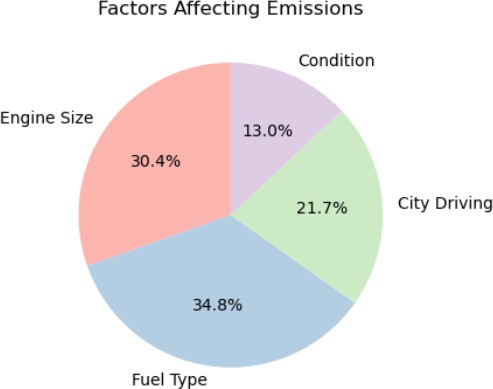 Factors Affecting Emissions
Condition
Engine Size
13.0%
30.4%
City Driving
21.7%
34.8%
Fuel Type